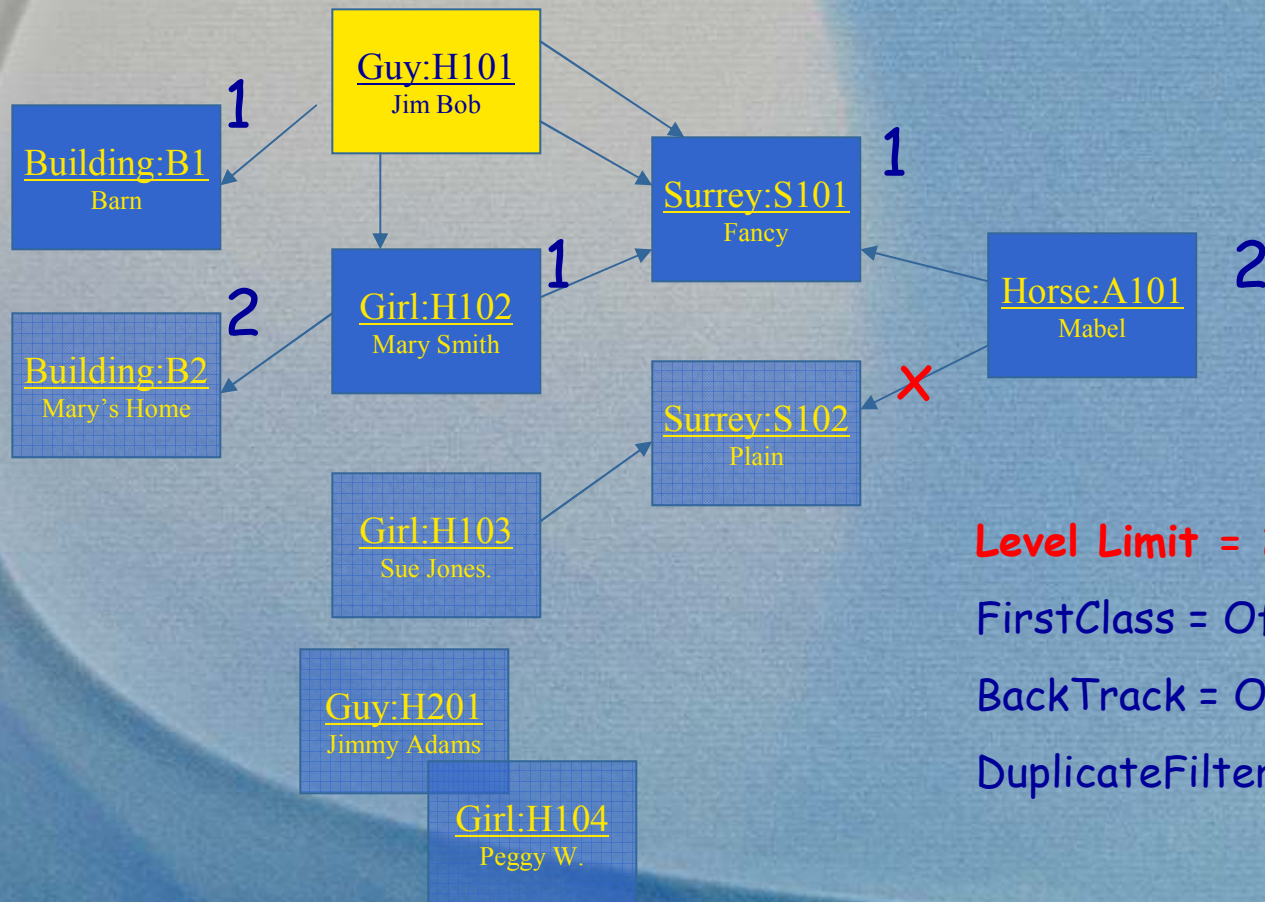 Guy:H101
Jim Bob
1
Building:B1
Barn
1
Surrey:S101
Fancy
1
Girl:H102
Mary Smith
2
Horse:A101
Mabel
2
Building:B2
Mary’s Home
x
Surrey:S102
Plain
Girl:H103
Sue Jones.
Level Limit =
FirstClass =
BackTrack =
DuplicateFilter
Guy:H201
Jimmy Adams
Girl:H104
Peggy W.